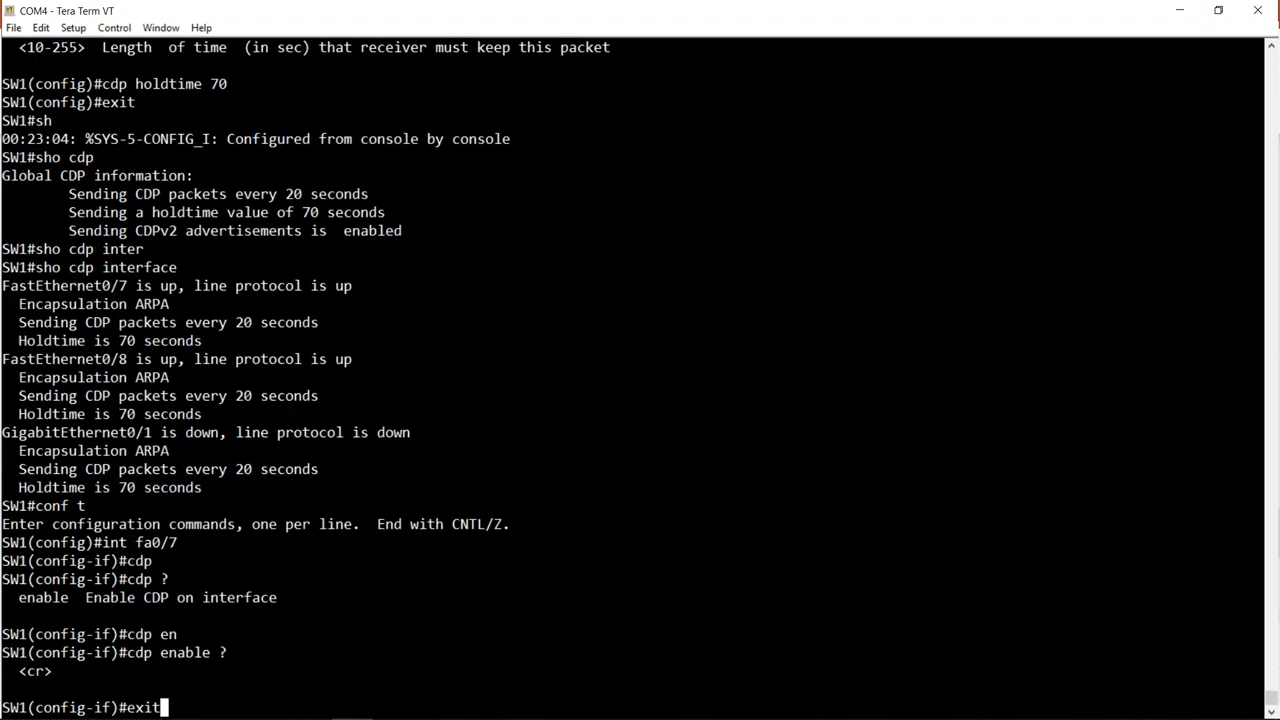 COM4 - Tera Term VT
File Edit Setup Control Window Help
<10-255>  Length  of time  (in sec) that receiver must keep this packet
SW1(config)#cdp holdtime 70
SW1(config)#exit
SW1#sh
00:23:04: %SYS-5-CONFIG_I: Configured from console by console
SW1#sho cdp
Global CDP information:
Sending CDP packets every 20 seconds
Sending a holdtime value of 70 seconds
Sending CDPv2 advertisements is  enabled
SW1#sho cdp inter
SW1#sho cdp interface
FastEthernet0/7 is up, line protocol is up
Encapsulation ARPA
Sending CDP packets every 20 seconds
Holdtime is 70 seconds
FastEthernet0/8 is up, line protocol is up
Encapsulation ARPA
Sending CDP packets every 20 seconds
Holdtime is 70 seconds
GigabitEthernet0/1 is down, line protocol is down
Encapsulation ARPA
Sending CDP packets every 20 seconds
Holdtime is 70 seconds
SW1#conf t
Enter configuration commands, one per line.  End with CNTL/Z.
SW1(config)#int fa0/7
SW1(config-if)#cdp
SW1(config-if)#cdp ?
enable  Enable CDP on interface
SW1(config-if)#cdp en
SW1(config-if)#cdp enable ?
<cr>
SW1(config-if)#exit